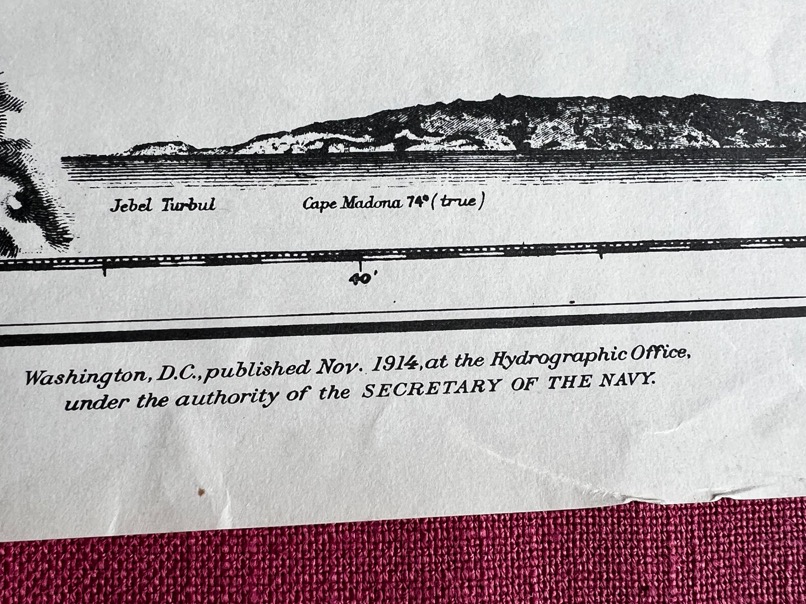 Jebel Turbul
Cape Madona 74° (true)
40'
Washington, D.C., published Nov. 1914, at the Hydrographic Office,
under the authority of the SECRETARY OF THE NAVY.